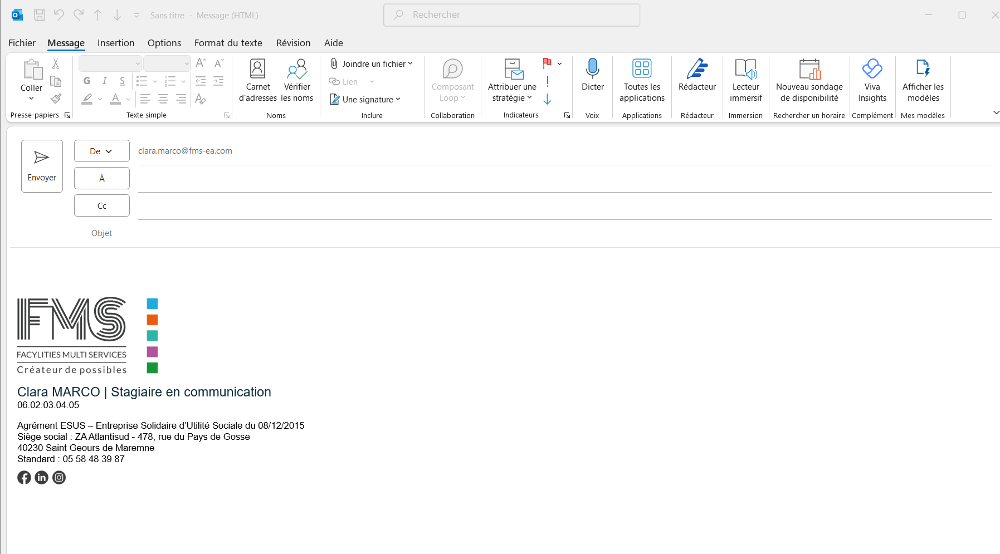 Sans titre - Message (HTML)
Rechercher
Fichier Message Insertion Options Format du texte Révision Aide
Coller
Presse-papiers
G I S
A A A
Texte simple
Carnet d'adresses
Vérifier les noms
Noms
Joindre un fichier
Lien
Une signature
Inclure
Composant Loop
Collaboration
Attribuer une stratégie
Indicateurs
Dicter
Voix
Toutes les applications
Applications
Rédacteur
Rédacteur
Lecteur immersif
Immersion
Nouveau sondage de disponibilité
Rechercher un horaire
Viva Insights
Complément
Afficher les modèles
Mes modèles
Envoyer
De clara.marco@fms-ea.com
À
Cc
Objet
FMS
FACYLITIES MULTI SERVICES
Créateur de possibles
Clara MARCO | Stagiaire en communication
06.02.03.04.05
Agrément ESUS – Entreprise Solidaire d’Utilité Sociale du 08/12/2015
Siège social : ZA Atlantisud - 478, rue du Pays de Gosse
40230 Saint Geours de Maremne
Standard : 05 58 48 39 87